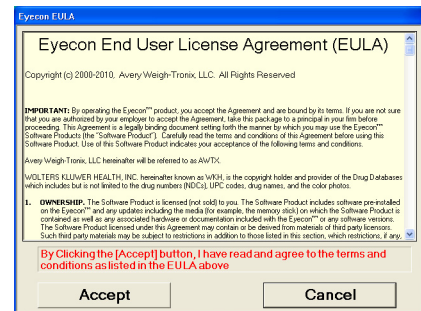 Eyecon EULA
Eyecon End User License Agreement (EULA)
Copyright (c) 2000-2010, Avery Weigh-Tronix, LLC. All Rights Reserved
IMPORTANT: By operating the Eyecon™ product, you accept the Agreement and are bound by its terms. If you are not sure
that you are authorized by your employer to accept the Agreement, take this package to a principal in your firm before
proceeding. This Agreement is a legally binding document setting forth the manner by which you may use the Eyecon™
Software Products (the "Software Product"). Carefully read the terms and conditions of this Agreement before using this
Software Product. Use of this Software Product indicates your acceptance of the following terms and conditions.
Avery Weigh-Tronix, LLC hereinafter will be referred to as AWTX.
WOLTERS KLUWER HEALTH, INC. hereinafter known as WKH, is the copyright holder and provider of the Drug Databases
which includes but is not limited to the drug numbers (NDCs), UPC codes, drug names, and the color photos.
1. OWNERSHIP. The Software Product is licensed (not sold) to you. The Software Product includes software pre-installed
on the Eyecon™ and any updates including the media (for example, the memory stick) on which the Software Product is
contained as well as any associated hardware or documentation included with the Eyecon™ or any software versions.
The Software Product licensed under this Agreement may contain or be derived from materials of third party licensors.
Such third party materials may be subject to restrictions in addition to those listed in this section, which restrictions, if any,
By Clicking the [Accept] button, I have read and agree to the terms and
conditions as listed in the EULA above
Accept
Cancel